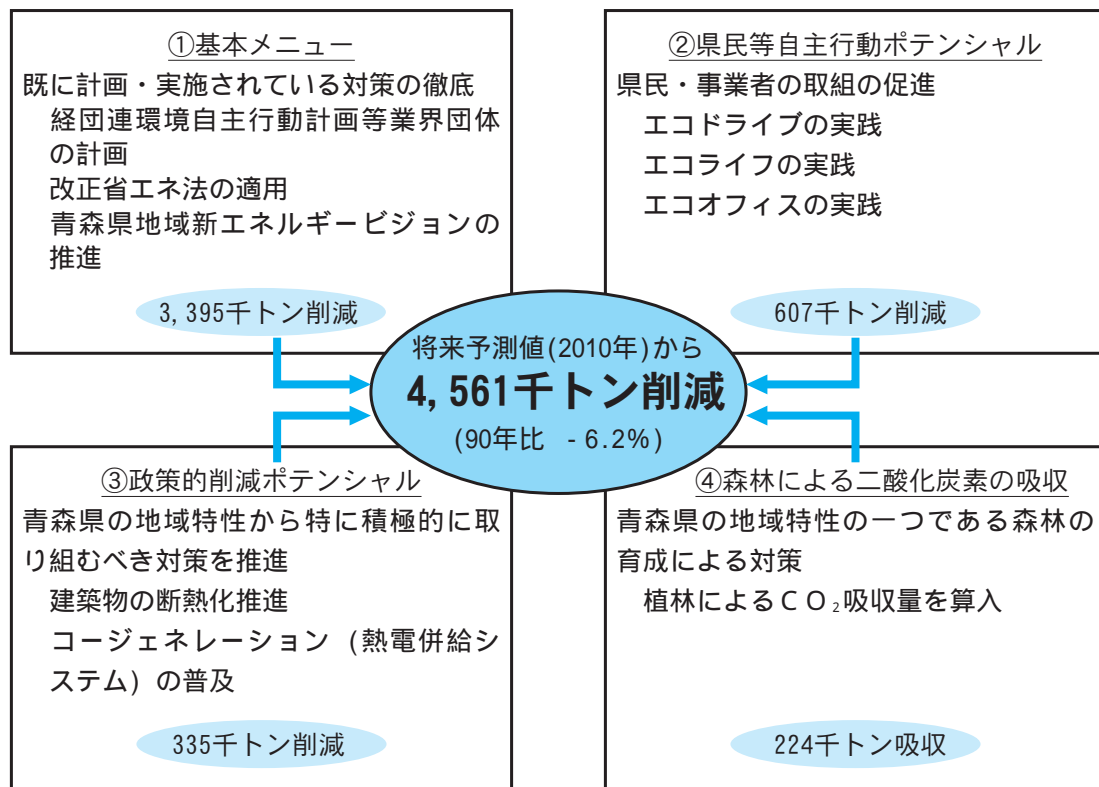 ①基本メニュー
既に計画・実施されている対策の徹底
経団連環境自主行動計画等業界団体
の計画
改正省エネ法の適用
青森県地域新エネルギービジョンの
推進
3,395千トン削減
②県民等自主行動ポテンシャル
県民・事業者の取組の促進
エコドライブの実践
エコライフの実践
エコオフィスの実践
607千トン削減
将来予測値(2010年)から
4,561千トン削減
(90年比 -6.2%)
③政策的削減ポテンシャル
青森県の地域特性から特に積極的に取
り組むべき対策を推進
建築物の断熱化推進
コージェネレーション(熱電併給シ
ステム)の普及
335千トン削減
④森林による二酸化炭素の吸収
青森県の地域特性の一つである森林の
育成による対策
植林によるCO₂吸収量を算入
224千トン吸収